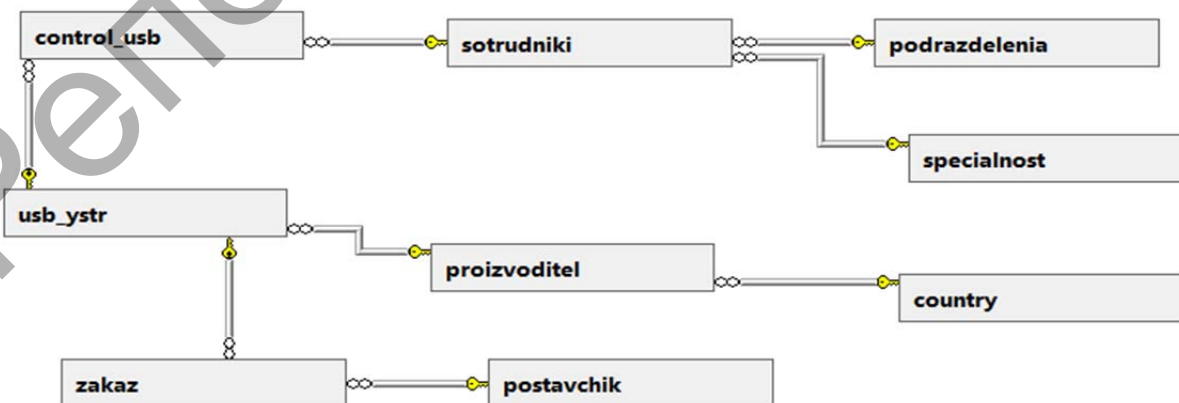 control_usb
sotrudniki
podrazdelenia
specialnost
usb_ystr
proizvoditel
country
zakaz
postavchik